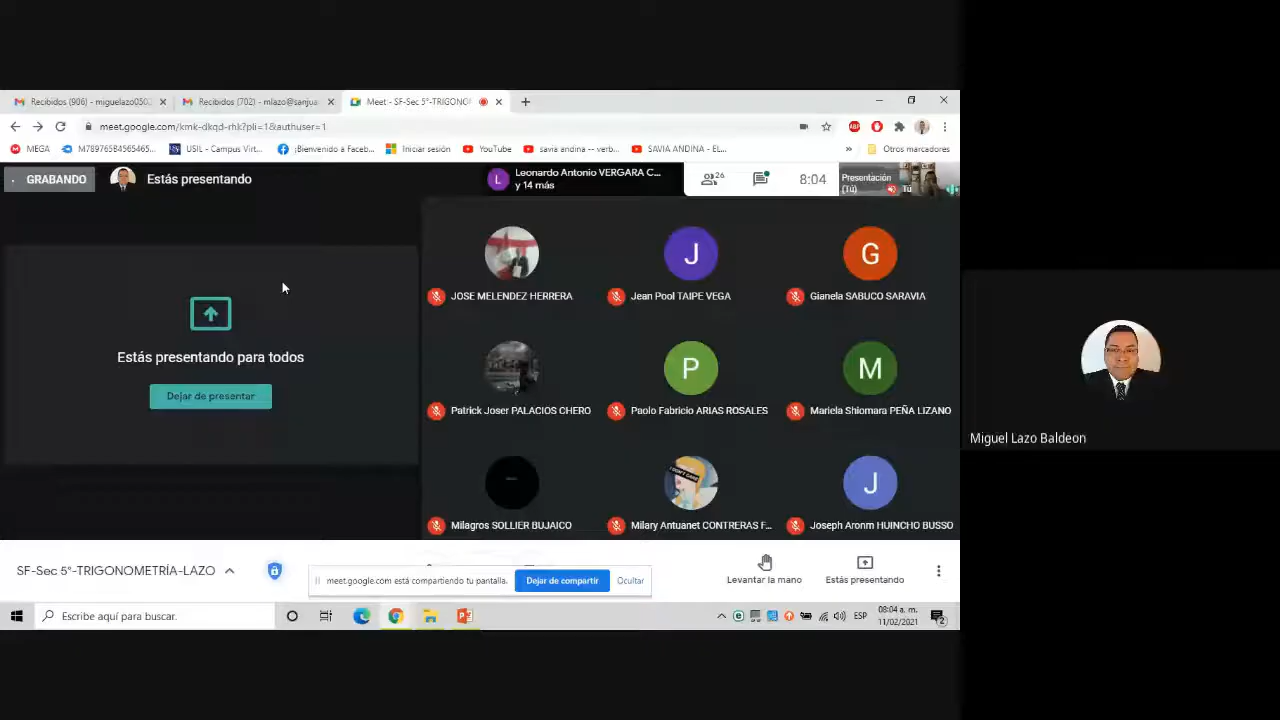 Recibidos (906) - miguelazo050
Recibidos (702) - mlazo@sanjua
Meet - SF-Sec 5°-TRIGONOF
meet.google.com/kmk-dkqd-rhk?pli=1&authuser=1
ABP
MEGA
M789765B4565465...
USIL - Campus Virt...
¡Bienvenido a Faceb...
Iniciar sesión
YouTube
savia andina -- verb...
SAVIA ANDINA - EL...
»
Otros marcadores
GRABANDO
Estás presentando
L
Leonardo Antonio VERGARA C...
y 14 más
26
8:04
Presentación
(Tú)
Tú
JOSE MELENDEZ HERRERA
J
Jean Pool TAIPE VEGA
G
Gianela SABUCO SARAVIA
Estás presentando para todos
Dejar de presentar
Patrick Joser PALACIOS CHERO
P
Paolo Fabricio ARIAS ROSALES
M
Mariela Shiomara PEÑA LIZANO
Miguel Lazo Baldeon
Milagros SOLLIER BUJAICO
I DON'T CARE
Milary Antuanet CONTRERAS F...
J
Joseph Aronm HUINCHO BUSSO
SF-Sec 5°-TRIGONOMETRÍA-LAZO
meet.google.com está compartiendo tu pantalla.
Dejar de compartir
Ocultar
Levantar la mano
Estás presentando
Escribe aquí para buscar.
ESP
08:04 a. m.
11/02/2021
2